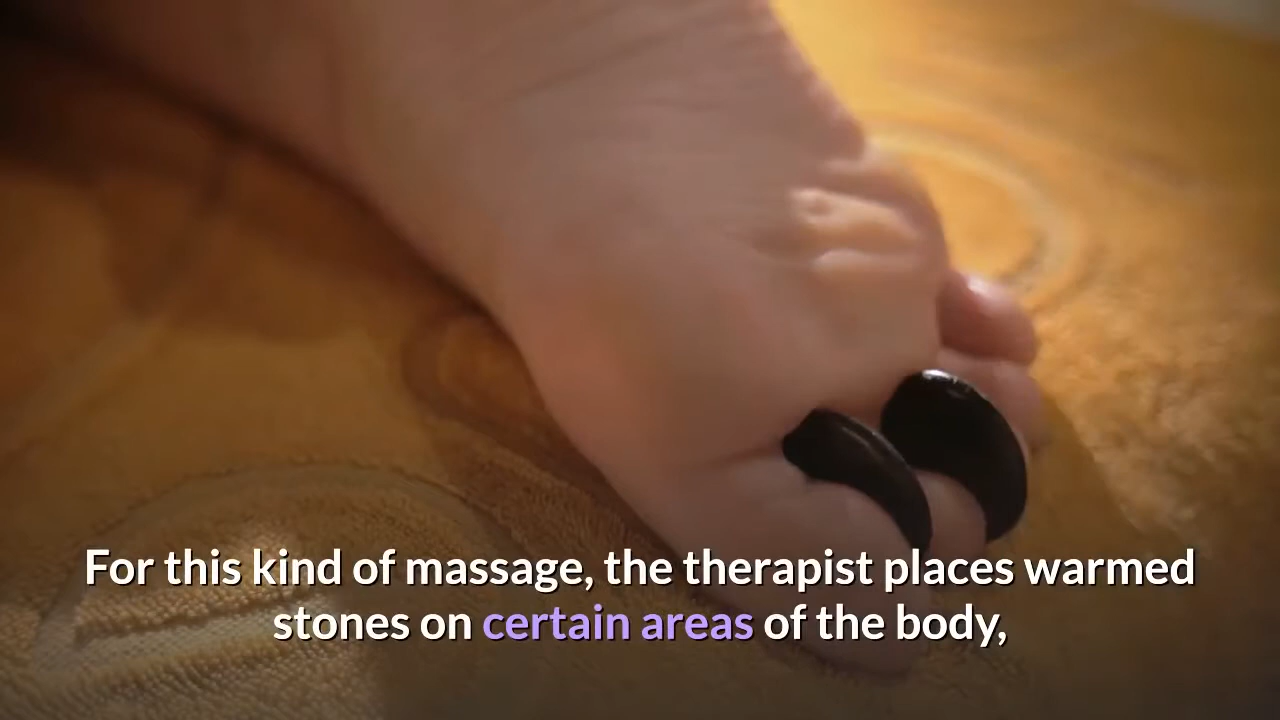 For this kind of massage, the therapist places warmed
stones on certain areas of the body,